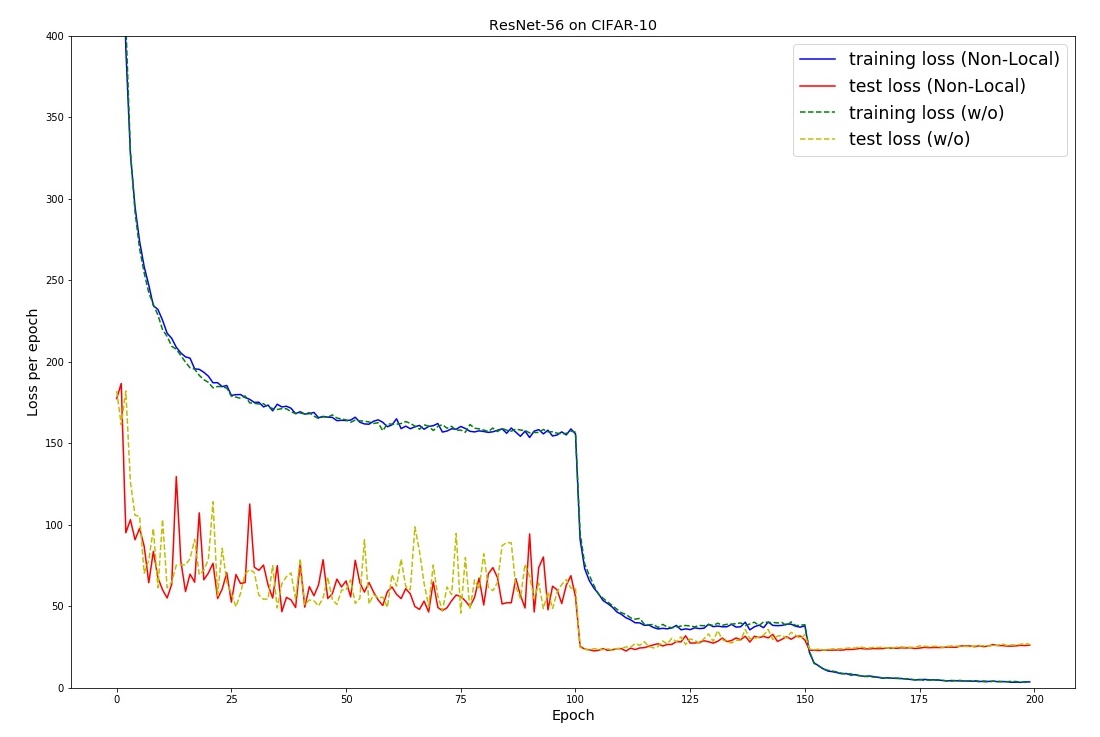 ResNet-56 on CIFAR-10
400
350
300
250
200
150
100
50
0
Loss per epoch
training loss (Non-Local)
test loss (Non-Local)
training loss (w/o)
test loss (w/o)
0 25 50 75 100 125 150 175 200
Epoch